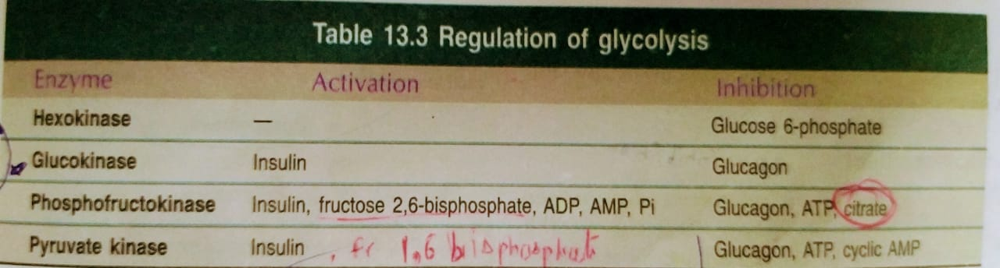 Table 13.3 Regulation of glycolysis
Enzyme Activation Inhibition
Hexokinase — Glucose 6-phosphate
Glucokinase Insulin Glucagon
Phosphofructokinase Insulin, fructose 2,6-bisphosphate, ADP, AMP, Pi Glucagon, ATP, citrate
Pyruvate kinase Insulin , fr 1,6 bisphosphate Glucagon, ATP, cyclic AMP